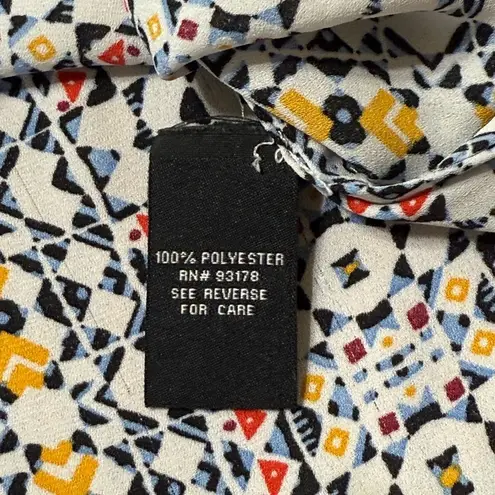 100% POLYESTER
RN# 93178
SEE REVERSE
FOR CARE